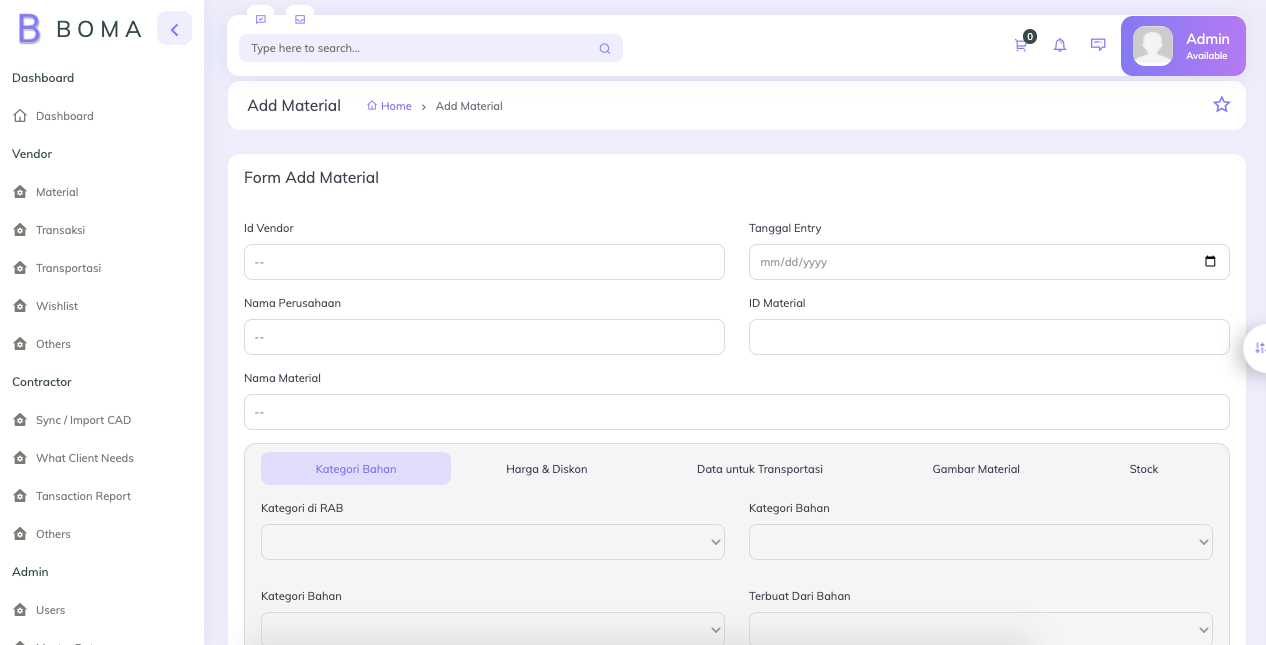 BOMA
Type here to search...
0
Admin
Available
Dashboard
Dashboard
Vendor
Material
Transaksi
Transportasi
Wishlist
Others
Contractor
Sync / Import CAD
What Client Needs
Tansaction Report
Others
Admin
Users
Add Material
Home > Add Material
Form Add Material
Id Vendor
Tanggal Entry
--
mm/dd/yyyy
Nama Perusahaan
ID Material
--
Nama Material
--
Kategori Bahan
Harga & Diskon
Data untuk Transportasi
Gambar Material
Stock
Kategori di RAB
Kategori Bahan
Kategori Bahan
Terbuat Dari Bahan